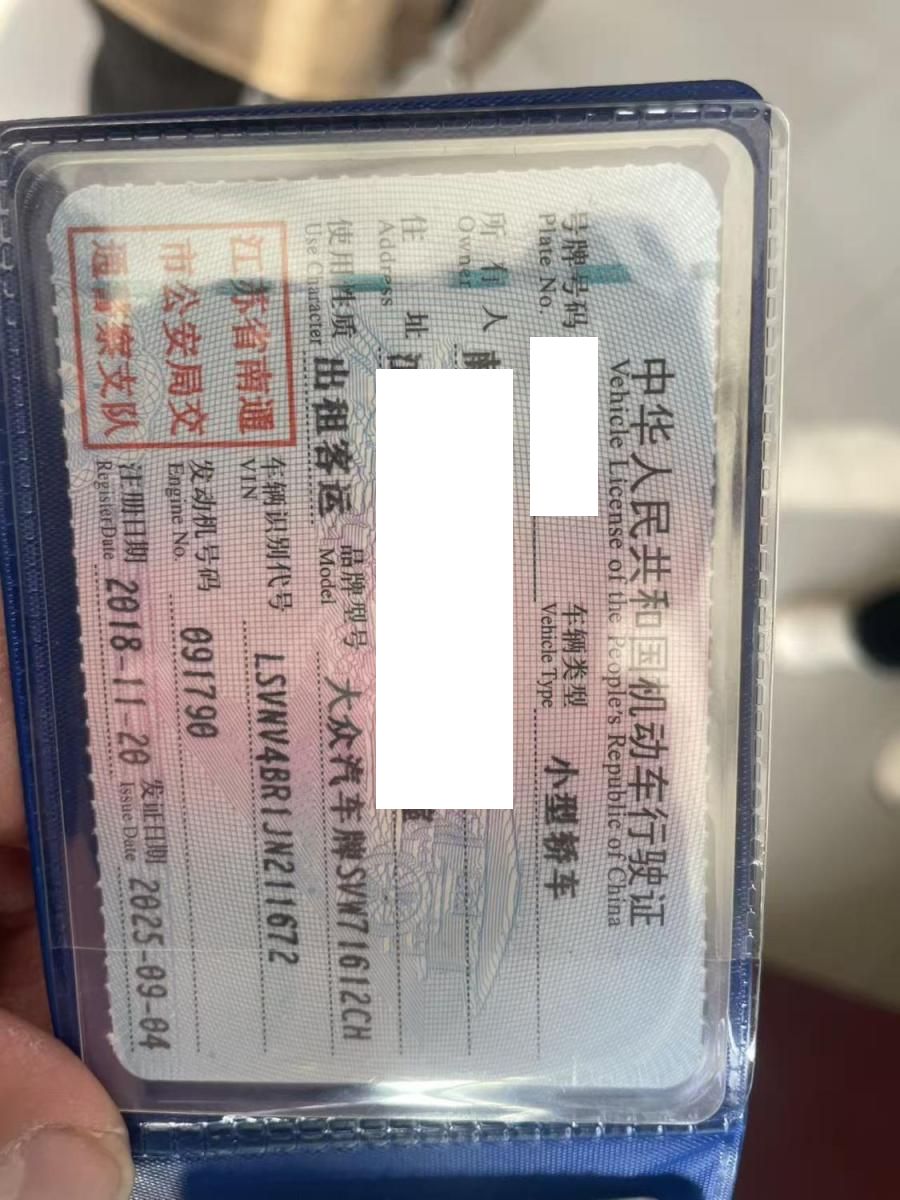 中华人民共和国机动车行驶证
Vehicle License of the People's Republic of China
号牌号码 车辆类型 小型轿车
Plate No. Vehicle Type
所有人
Owner
住址
Address
使用性质 出租客运 品牌型号 大众汽车牌SVW71612CH
Use Character Model
江苏省南通
市公安局交
通警察支队
车辆识别代号 LSVNV4BR1JN211672
VIN
发动机号码 091790
Engine No.
注册日期 2018-11-20 发证日期 2025-09-04
Register Date Issue Date